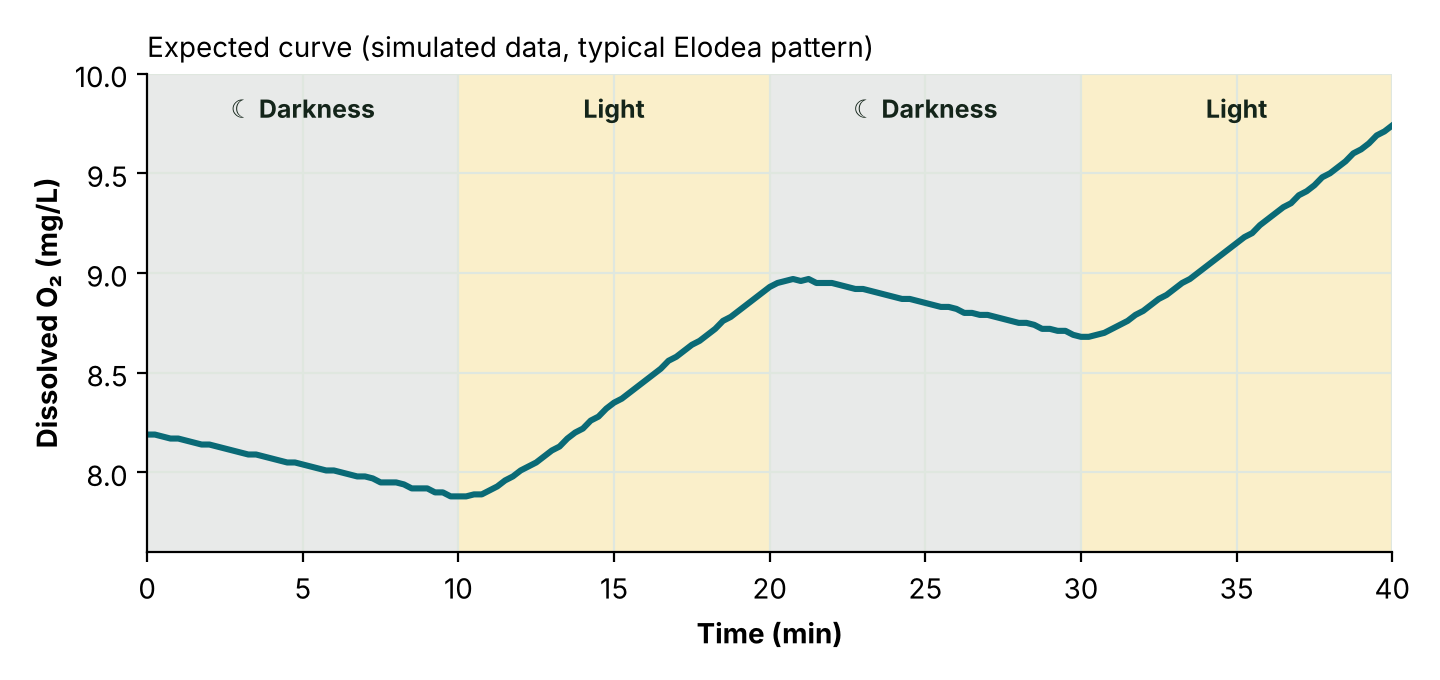 Expected curve (simulated data, typical Elodea pattern)
☾ Darkness Light ☾ Darkness Light
10.0
9.5
9.0
8.5
8.0
Dissolved O₂ (mg/L)
0 5 10 15 20 25 30 35 40
Time (min)